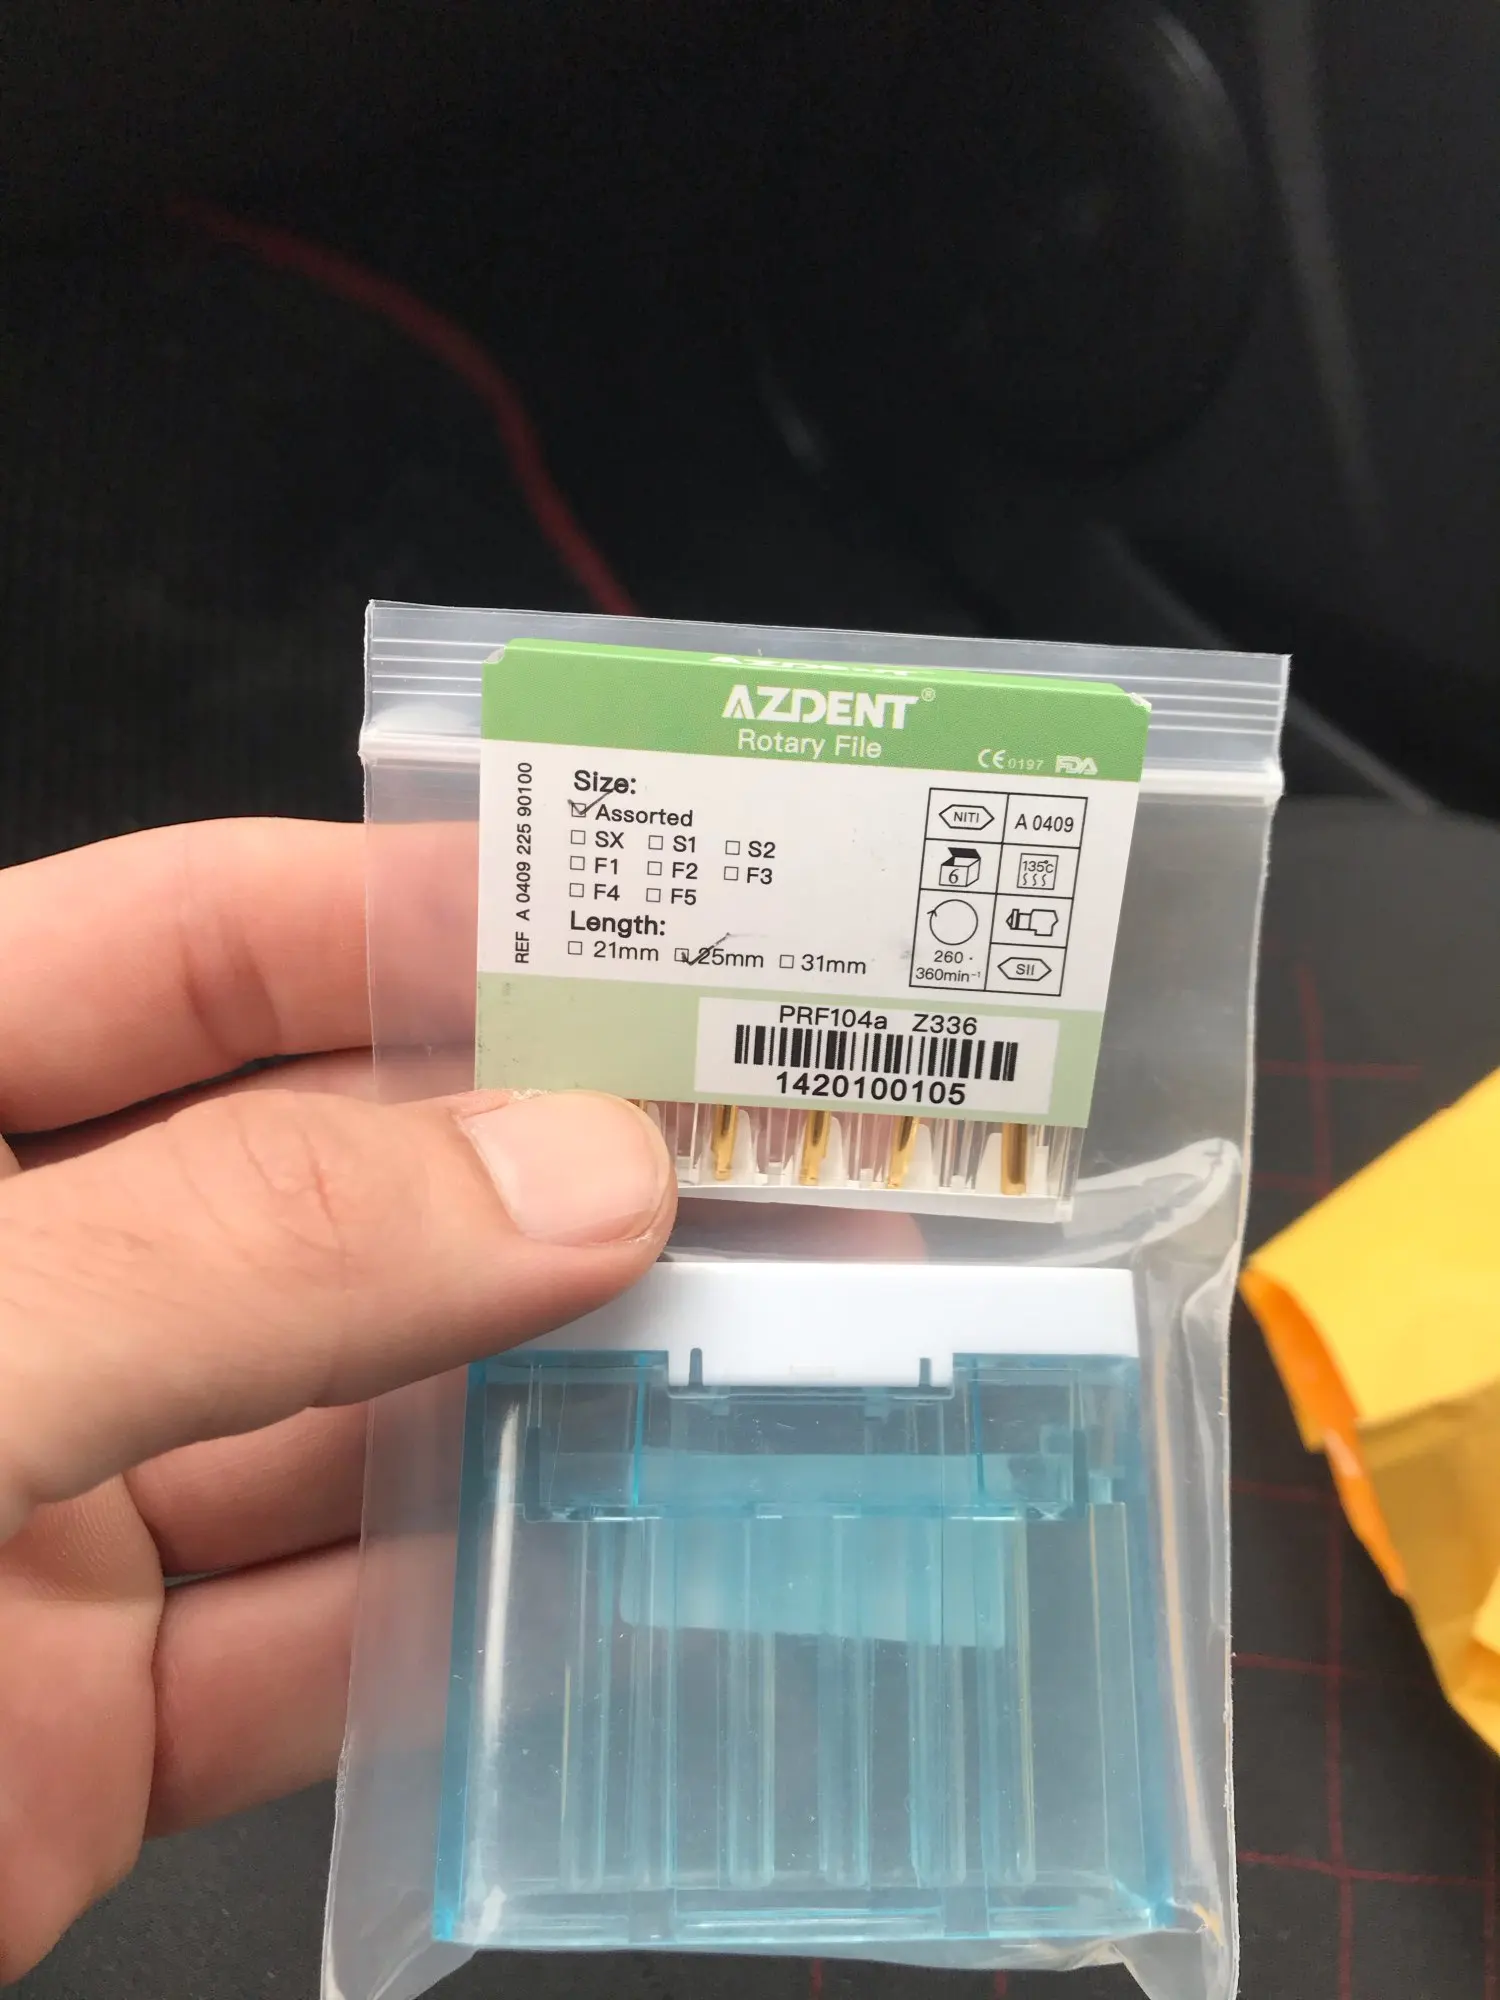 AZDENT®
Rotary File
CE 0197 FDA
REF A 0409 225 90100
Size:
Assorted
SX S1 S2
F1 F2 F3
F4 F5
Length:
21mm 25mm 31mm
NITI A 0409
6 135°C
260 -
360min⁻¹ SII
PRF104a Z336
1420100105